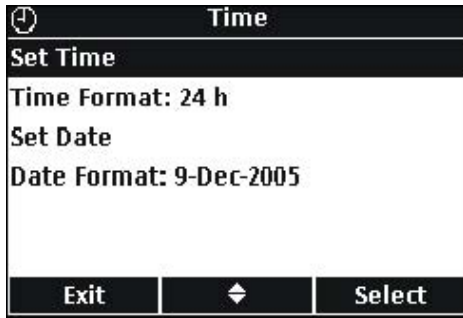 Time
Set Time
Time Format: 24 h
Set Date
Date Format: 9-Dec-2005
Exit Select